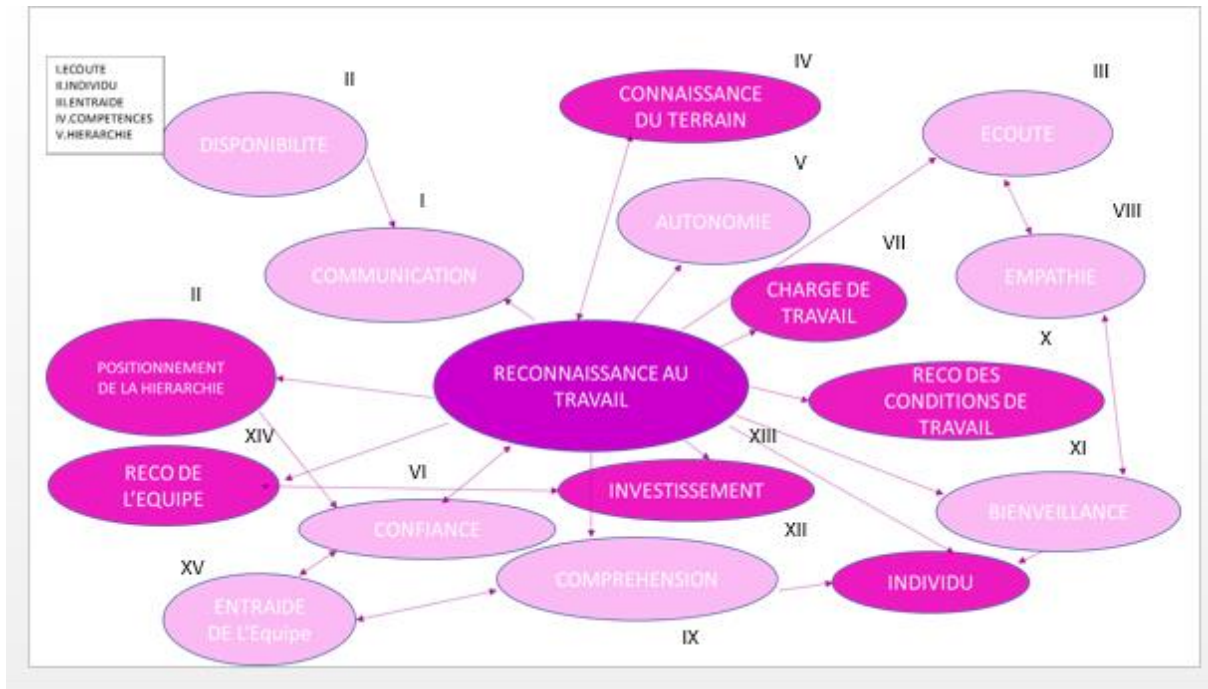 I.ECOUTE
II.INDIVIDU
III.ENTRAIDE
IV.COMPETENCES
V.HIERARCHIE
II
DISPONIBILITE
IV
CONNAISSANCE
DU TERRAIN
III
ECOUTE
I
COMMUNICATION
V
AUTONOMIE
VIII
EMPATHIE
VII
CHARGE DE
TRAVAIL
II
POSITIONNEMENT
DE LA HIERARCHIE
RECONNAISSANCE AU
TRAVAIL
X
RECO DES
CONDITIONS DE
TRAVAIL
XIV
RECO DE
L'EQUIPE
VI
CONFIANCE
XIII
INVESTISSEMENT
XI
BIENVEILLANCE
XV
ENTRAIDE
DE L'Equipe
COMPREHENSION
IX
XII
INDIVIDU